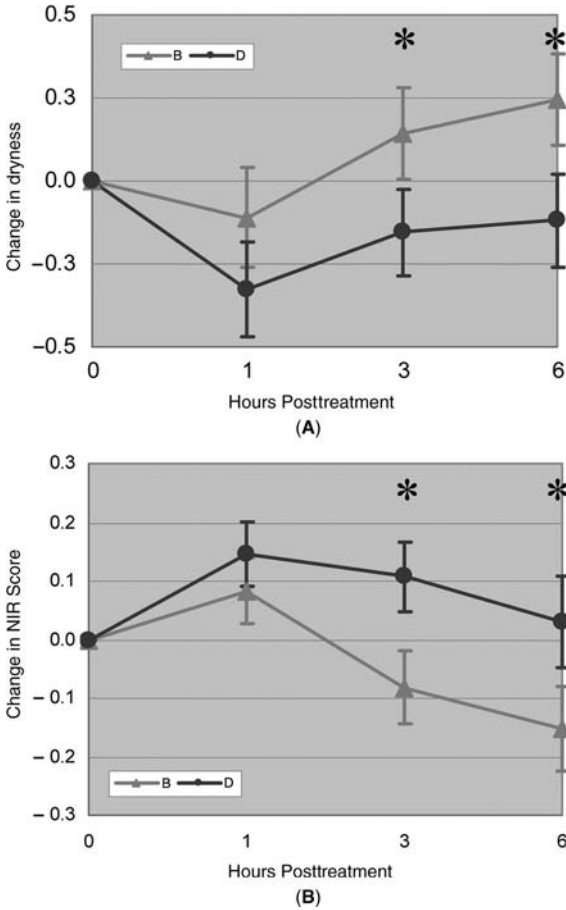 0.5
* *
B D
0.3
0.0
−0.3
−0.5
Change in dryness
0 1 3 6
Hours Posttreatment
(A)
0.3
* *
0.2
0.1
0.0
− 0.1
− 0.2
− 0.3
Change in NIR Score
B D
0 1 3 6
Hours Posttreatment
(B)